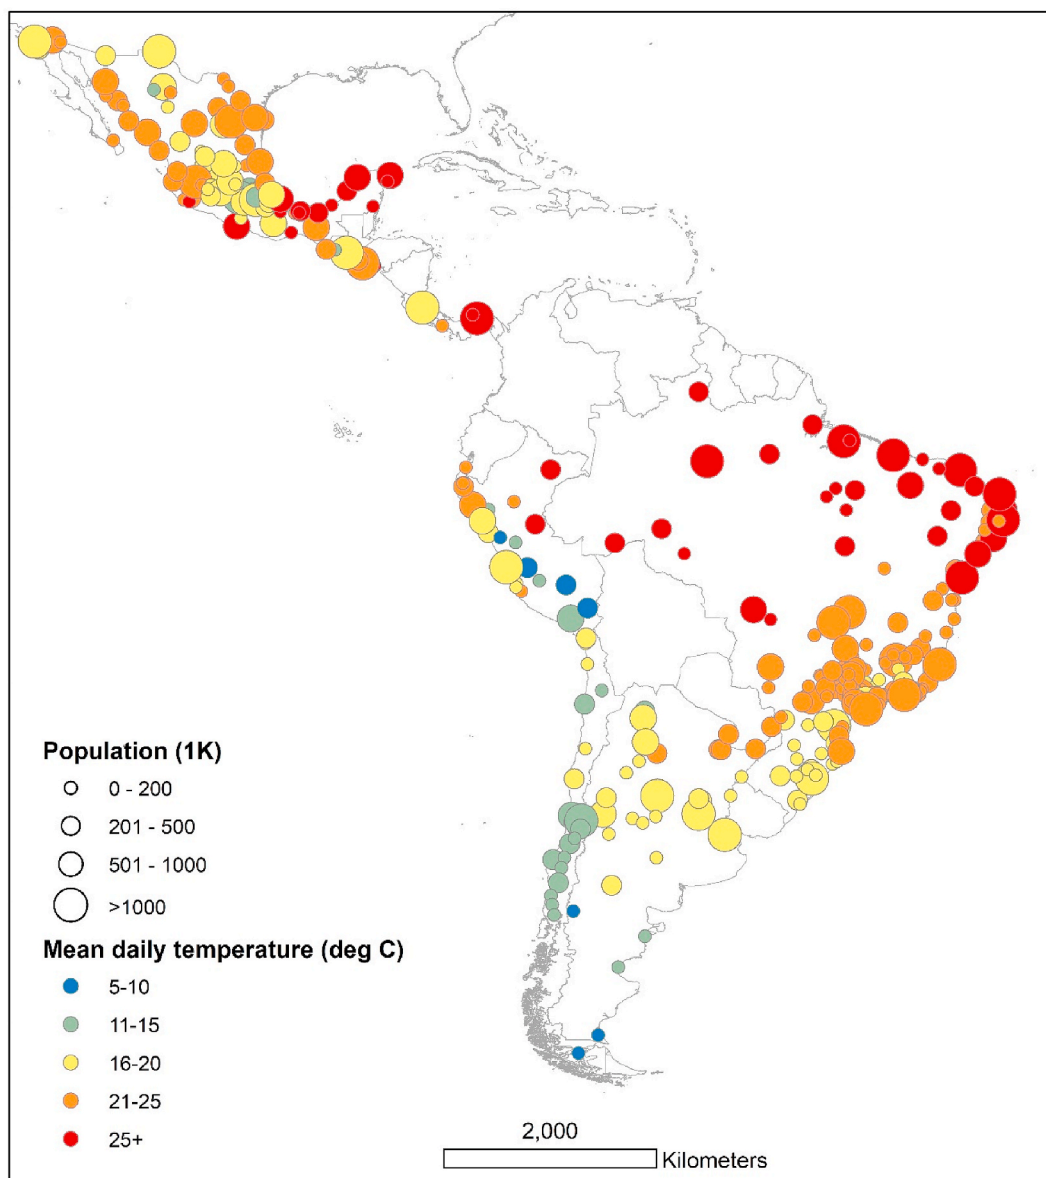 Population (1K)
0 - 200
201 - 500
501 - 1000
>1000
Mean daily temperature (deg C)
5-10
11-15
16-20
21-25
25+
2,000
Kilometers